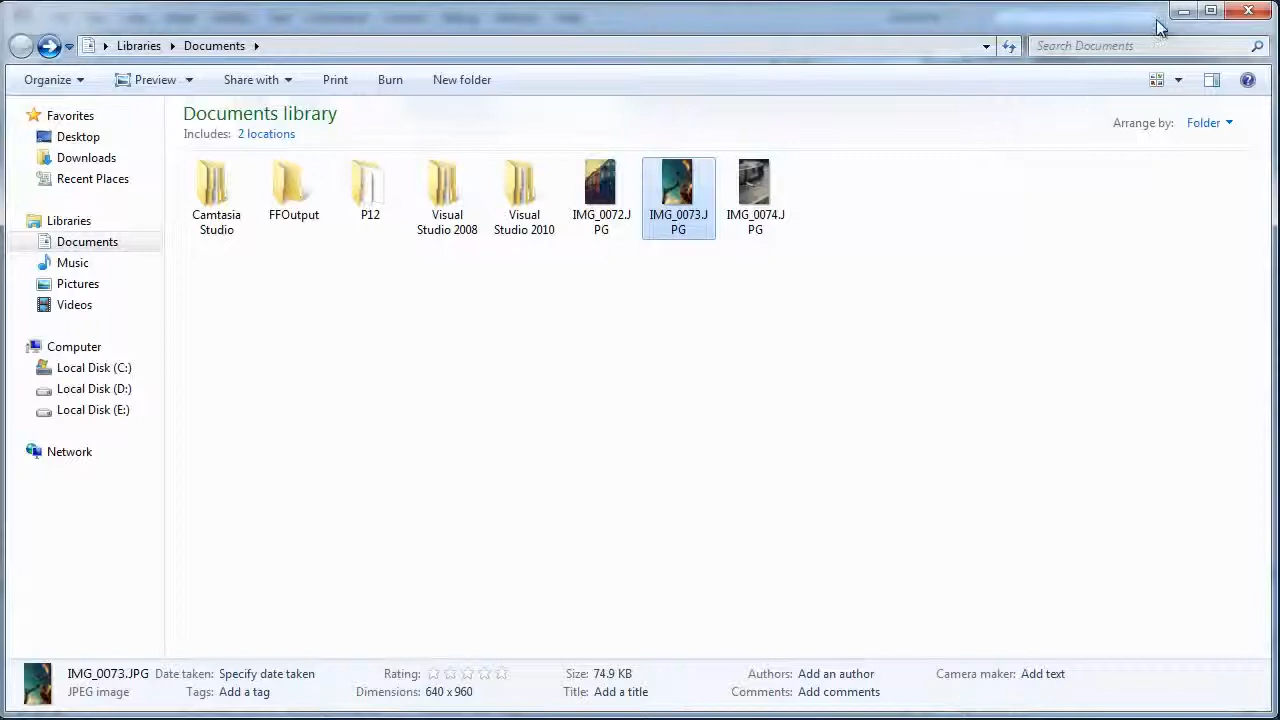 Libraries Documents
Search Documents
Organize Preview Share with Print Burn New folder
Favorites
Desktop
Downloads
Recent Places
Libraries
Documents
Music
Pictures
Videos
Computer
Local Disk (C:)
Local Disk (D:)
Local Disk (E:)
Network
Documents library
Includes: 2 locations
Arrange by: Folder
Camtasia Studio
FFOutput
P12
Visual Studio 2008
Visual Studio 2010
IMG_0072.JPG
IMG_0073.JPG
IMG_0074.JPG
IMG_0073.JPG Date taken: Specify date taken Rating: Size: 74.9 KB Authors: Add an author Camera maker: Add text
JPEG image Tags: Add a tag Dimensions: 640 x 960 Title: Add a title Comments: Add comments